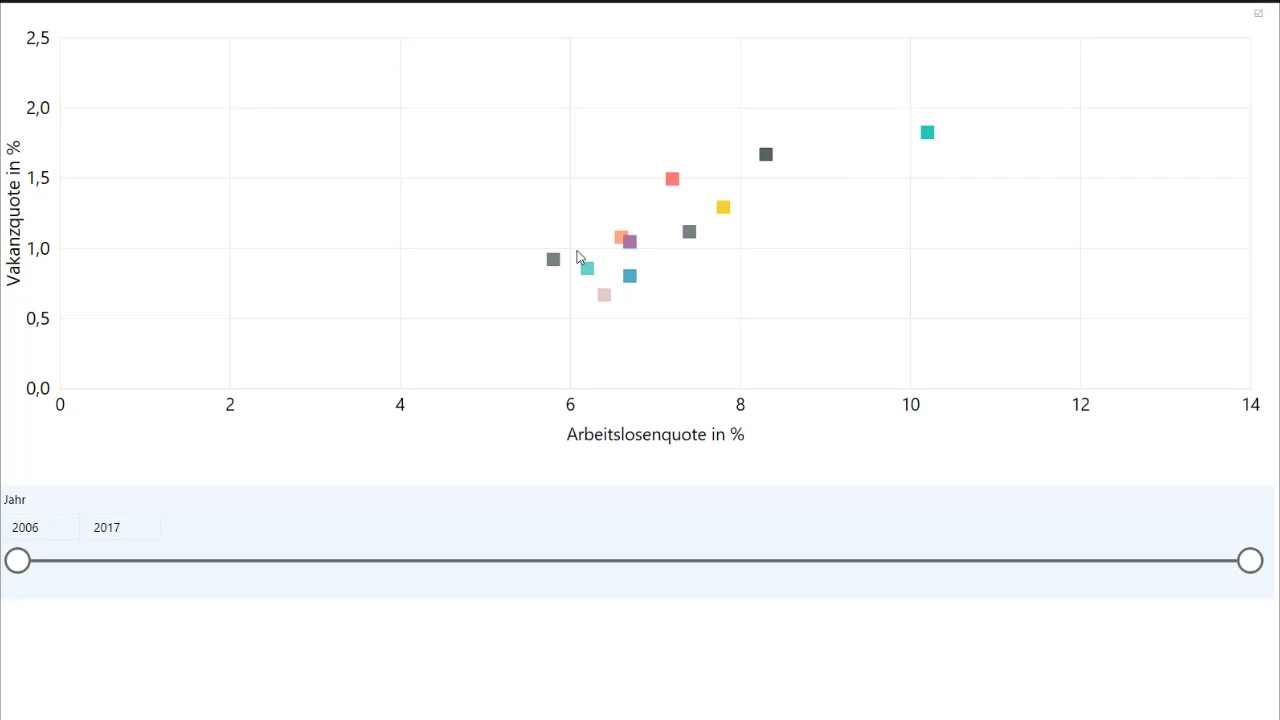 2,5
2,0
1,5
1,0
0,5
0,0
Vakanzquote in %
0 2 4 6 8 10 12 14
Arbeitslosenquote in %
Jahr
2006 2017